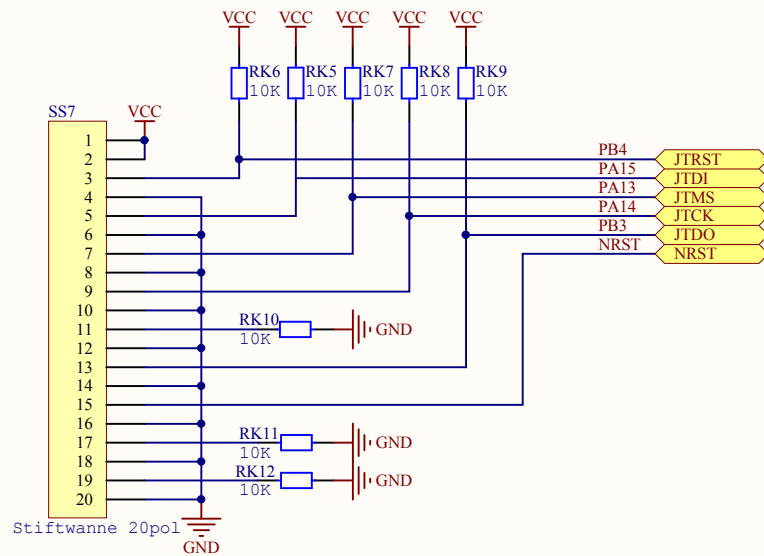 VCC VCC VCC VCC VCC
RK6 RK5 RK7 RK8 RK9
10K 10K 10K 10K 10K
SS7
VCC
1
2
PB4 JTRST
3
PA15 JTDI
4
PA13 JTMS
5
PA14 JTCK
6
PB3 JTDO
7
NRST NRST
8
9
10
RK10
11
10K GND
12
13
14
15
16
RK11
17 GND
10K
18
RK12
19 GND
10K
20
Stiftwanne 20pol
GND